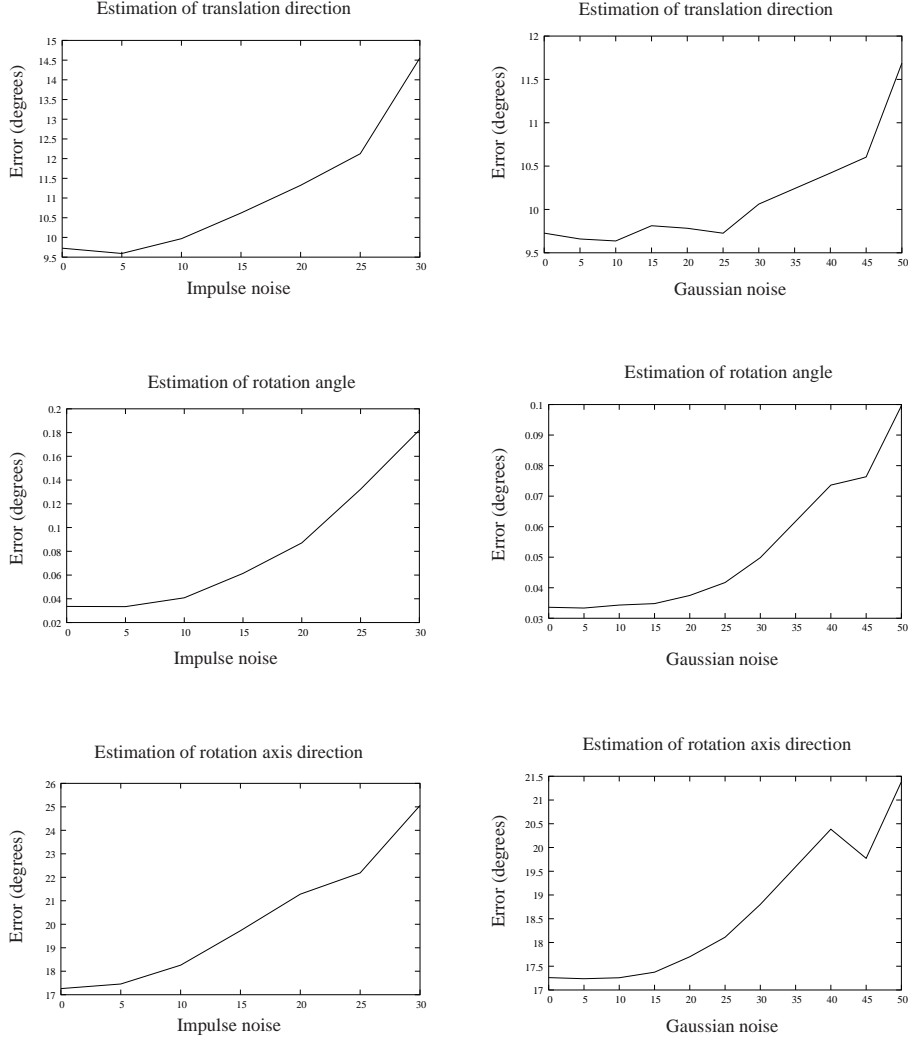 Estimation of translation direction
Error (degrees)
15
14.5
14
13.5
13
12.5
12
11.5
11
10.5
10
9.5
0 5 10 15 20 25 30
Impulse noise
Estimation of translation direction
Error (degrees)
12
11.5
11
10.5
10
9.5
0 5 10 15 20 25 30 35 40 45 50
Gaussian noise
Estimation of rotation angle
Error (degrees)
0.2
0.18
0.16
0.14
0.12
0.1
0.08
0.06
0.04
0.02
0 5 10 15 20 25 30
Impulse noise
Estimation of rotation angle
Error (degrees)
0.1
0.09
0.08
0.07
0.06
0.05
0.04
0.03
0 5 10 15 20 25 30 35 40 45 50
Gaussian noise
Estimation of rotation axis direction
Error (degrees)
26
25
24
23
22
21
20
19
18
17
0 5 10 15 20 25 30
Impulse noise
Estimation of rotation axis direction
Error (degrees)
21.5
21
20.5
20
19.5
19
18.5
18
17.5
17
0 5 10 15 20 25 30 35 40 45 50
Gaussian noise